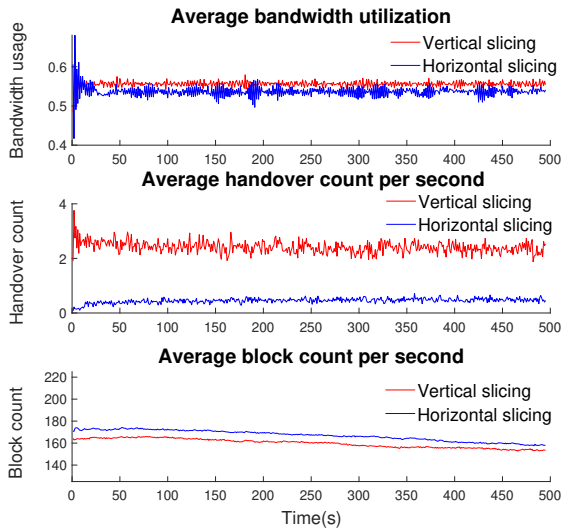 Average bandwidth utilization
Bandwidth usage
0.6
0.5
0.4
Vertical slicing
Horizontal slicing
0 50 100 150 200 250 300 350 400 450 500
Average handover count per second
Handover count
4
2
0
Vertical slicing
Horizontal slicing
0 50 100 150 200 250 300 350 400 450 500
Average block count per second
Block count
220
200
180
160
140
Vertical slicing
Horizontal slicing
0 50 100 150 200 250 300 350 400 450 500
Time(s)